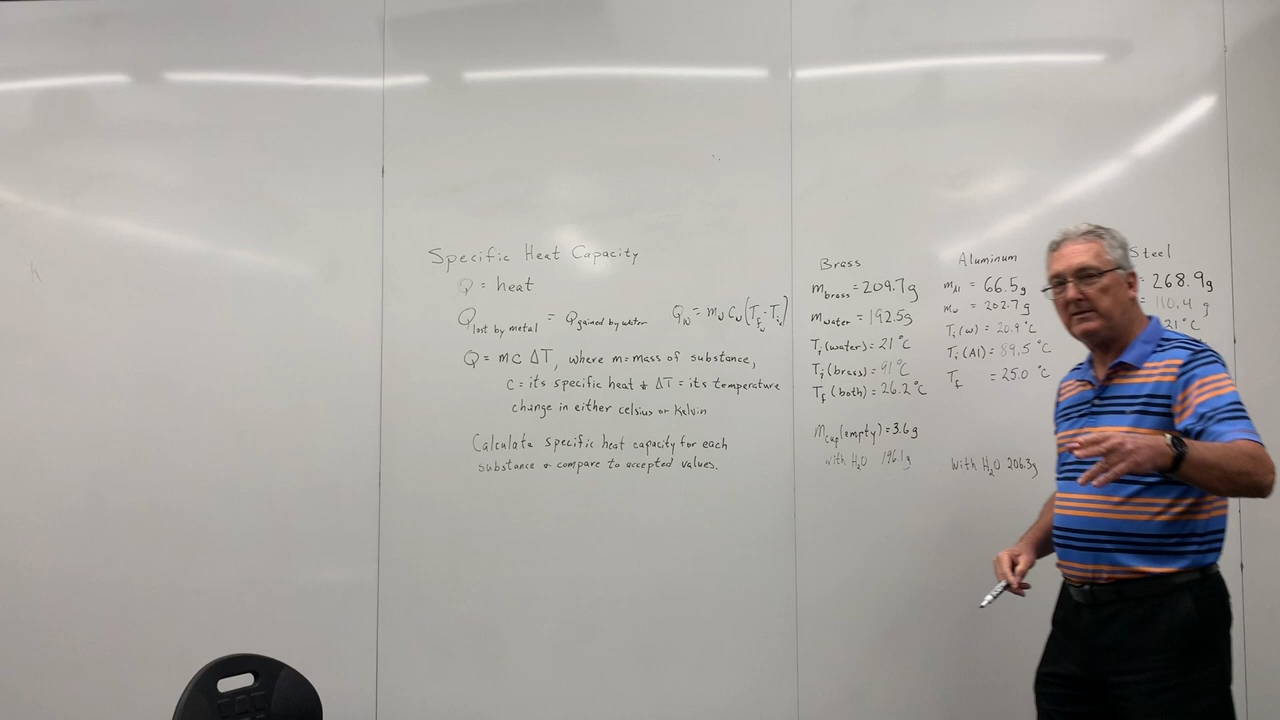 Specific Heat Capacity
Q = heat
Q lost by metal = Q gained by water Q_w = m_w c_w (T_f_w - T_i_w)
Q = mc ΔT, where m = mass of substance,
c = its specific heat + ΔT = its temperature
change in either celsius or Kelvin
Calculate specific heat capacity for each
substance + compare to accepted values.
Brass
m_brass = 209.7g
m_water = 192.5g
T_i (water) = 21 °C
T_i (brass) = 91 °C
T_f (both) = 26.2 °C
m_cup (empty) = 3.6g
with H₂O 196.1g
Aluminum
m_Al = 66.5g
m_w = 202.7g
T_i (w) = 20.9 °C
T_i (Al) = 89.5 °C
T_f = 25.0 °C
with H₂O 206.3g
Steel
= 268.9g
= 110.4 g
21 °C
K